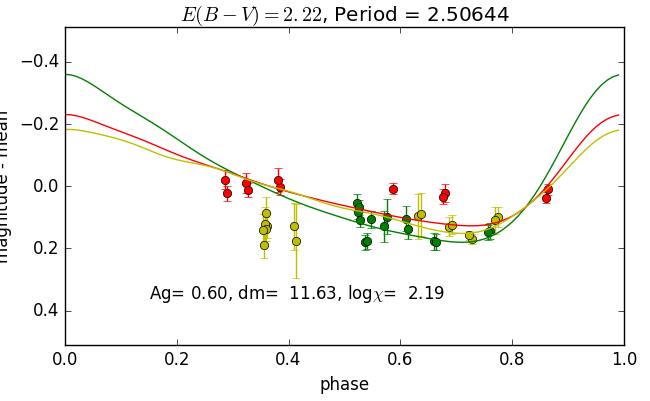 E(B − V) = 2.22, Period = 2.50644
−0.4
−0.2
0.0
0.2
0.4
magnitude - mean
Ag= 0.60, dm= 11.63, logχ= 2.19
0.0 0.2 0.4 0.6 0.8 1.0
phase